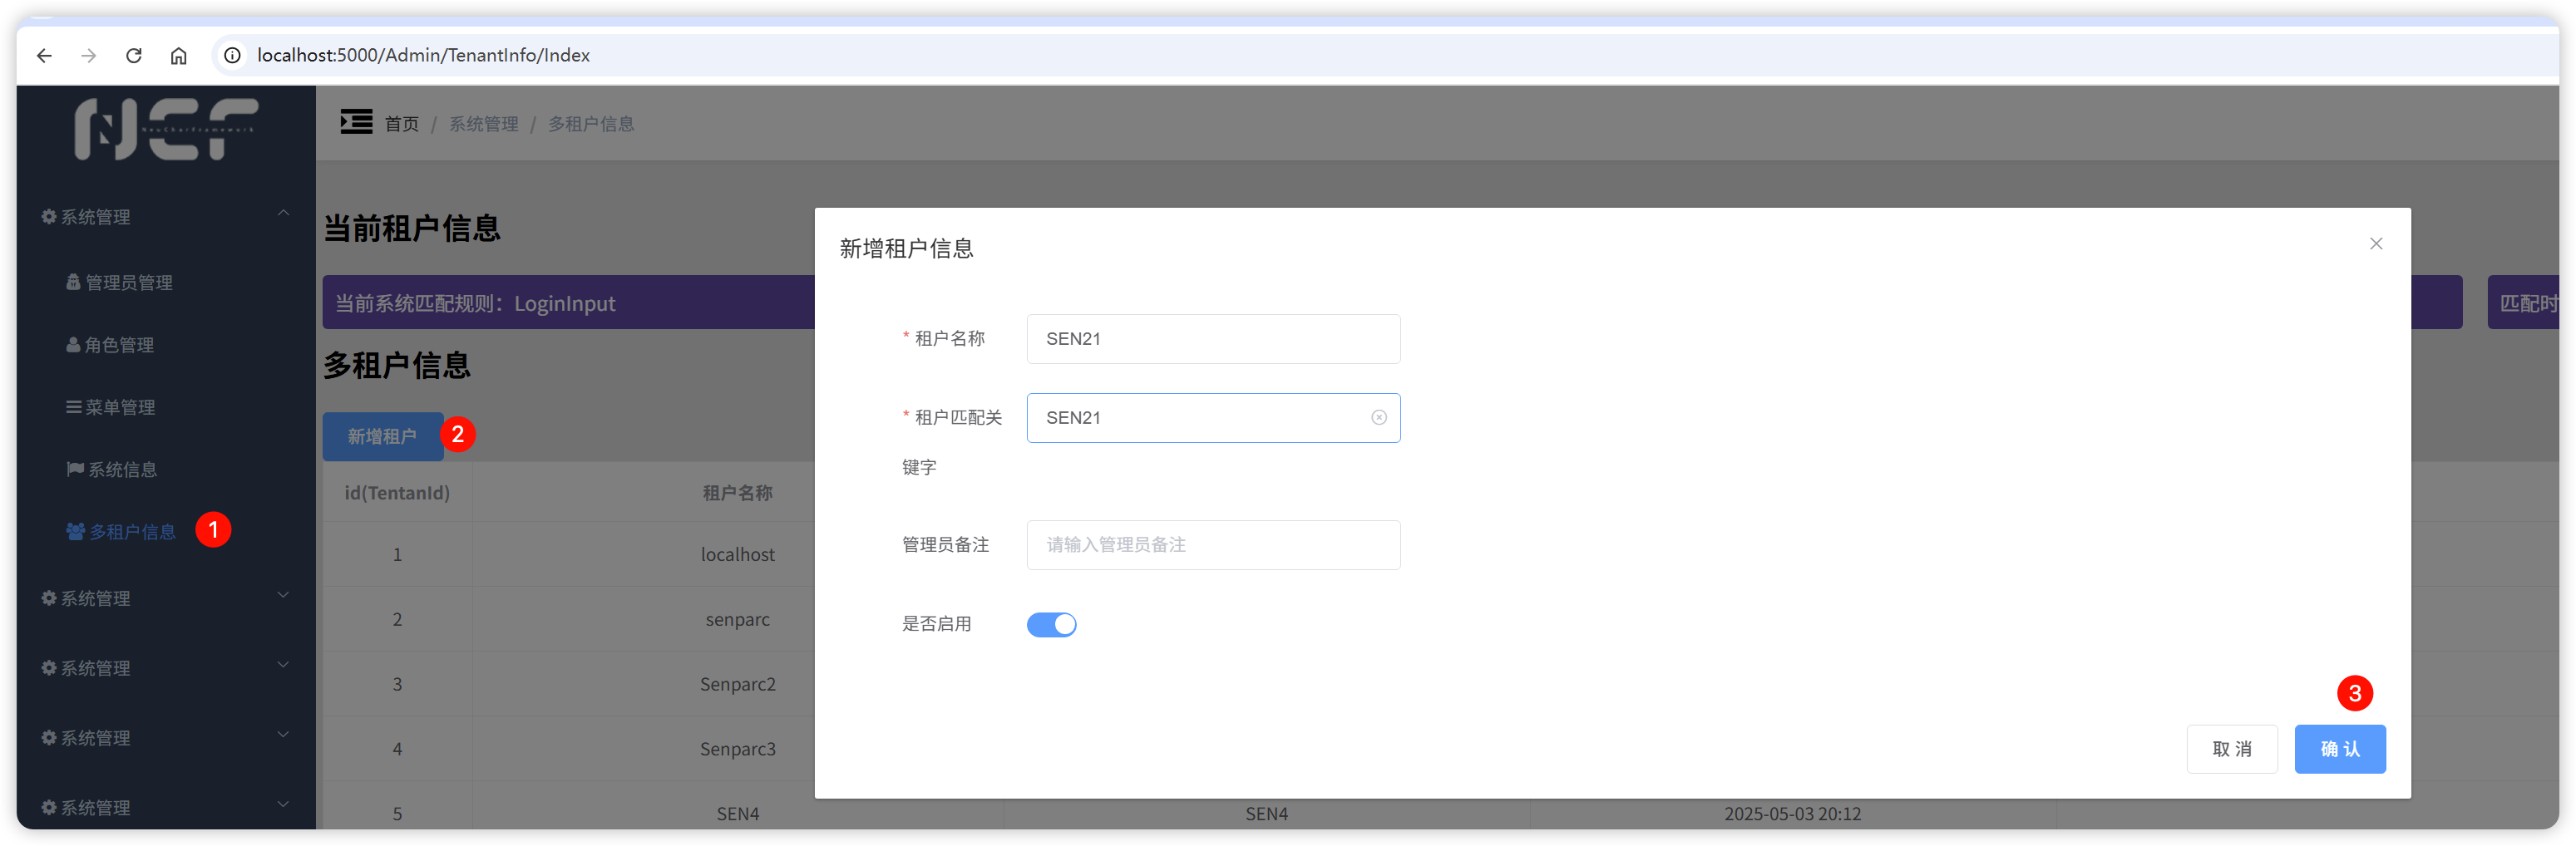 localhost:5000/Admin/TenantInfo/Index
NCF
NeuCharFramework
首页 / 系统管理 / 多租户信息
系统管理
管理员管理
角色管理
菜单管理
系统信息
多租户信息 1
系统管理
系统管理
系统管理
系统管理
当前租户信息
当前系统匹配规则：LoginInput
匹配时
多租户信息
新增租户 2
id(TentanId) 租户名称
1 localhost
2 senparc
3 Senparc2
4 Senparc3
5 SEN4 SEN4 2025-05-03 20:12
新增租户信息
* 租户名称 SEN21
* 租户匹配关键字 SEN21
管理员备注 请输入管理员备注
是否启用
3
取 消 确 认